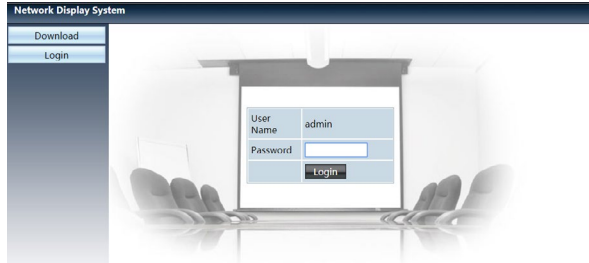 Network Display System
Download
Login
User
Name
admin
Password
Login